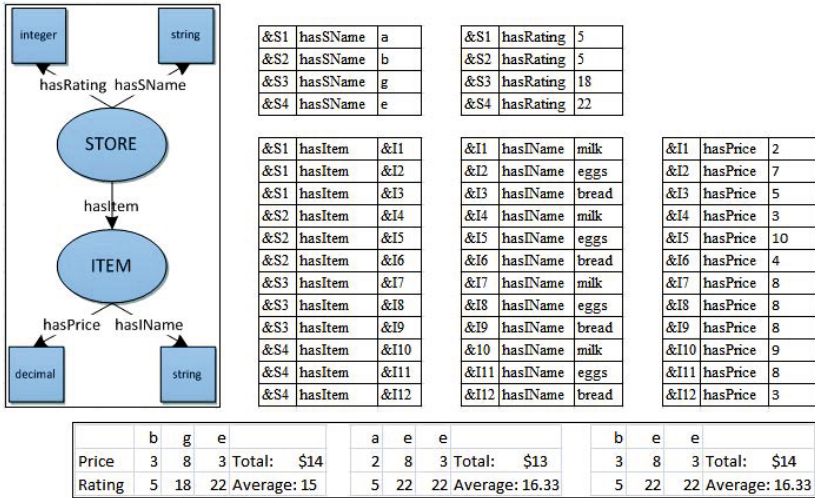 integer
string
hasRating hasSName
STORE
hasItem
ITEM
hasPrice hasIName
decimal
string
&S1 hasSName a
&S2 hasSName b
&S3 hasSName g
&S4 hasSName e
&S1 hasRating 5
&S2 hasRating 5
&S3 hasRating 18
&S4 hasRating 22
&S1 hasItem &I1
&S1 hasItem &I2
&S1 hasItem &I3
&S2 hasItem &I4
&S2 hasItem &I5
&S2 hasItem &I6
&S3 hasItem &I7
&S3 hasItem &I8
&S3 hasItem &I9
&S4 hasItem &I10
&S4 hasItem &I11
&S4 hasItem &I12
&I1 hasIName milk
&I2 hasIName eggs
&I3 hasIName bread
&I4 hasIName milk
&I5 hasIName eggs
&I6 hasIName bread
&I7 hasIName milk
&I8 hasIName eggs
&I9 hasIName bread
&10 hasIName milk
&I11 hasIName eggs
&I12 hasIName bread
&I1 hasPrice 2
&I2 hasPrice 7
&I3 hasPrice 5
&I4 hasPrice 3
&I5 hasPrice 10
&I6 hasPrice 4
&I7 hasPrice 8
&I8 hasPrice 8
&I9 hasPrice 8
&I10 hasPrice 9
&I11 hasPrice 8
&I12 hasPrice 3
b g e
Price 3 8 3 Total: $14
Rating 5 18 22 Average: 15
a e e
2 8 3 Total: $13
5 22 22 Average: 16.33
b e e
3 8 3 Total: $14
5 22 22 Average: 16.33